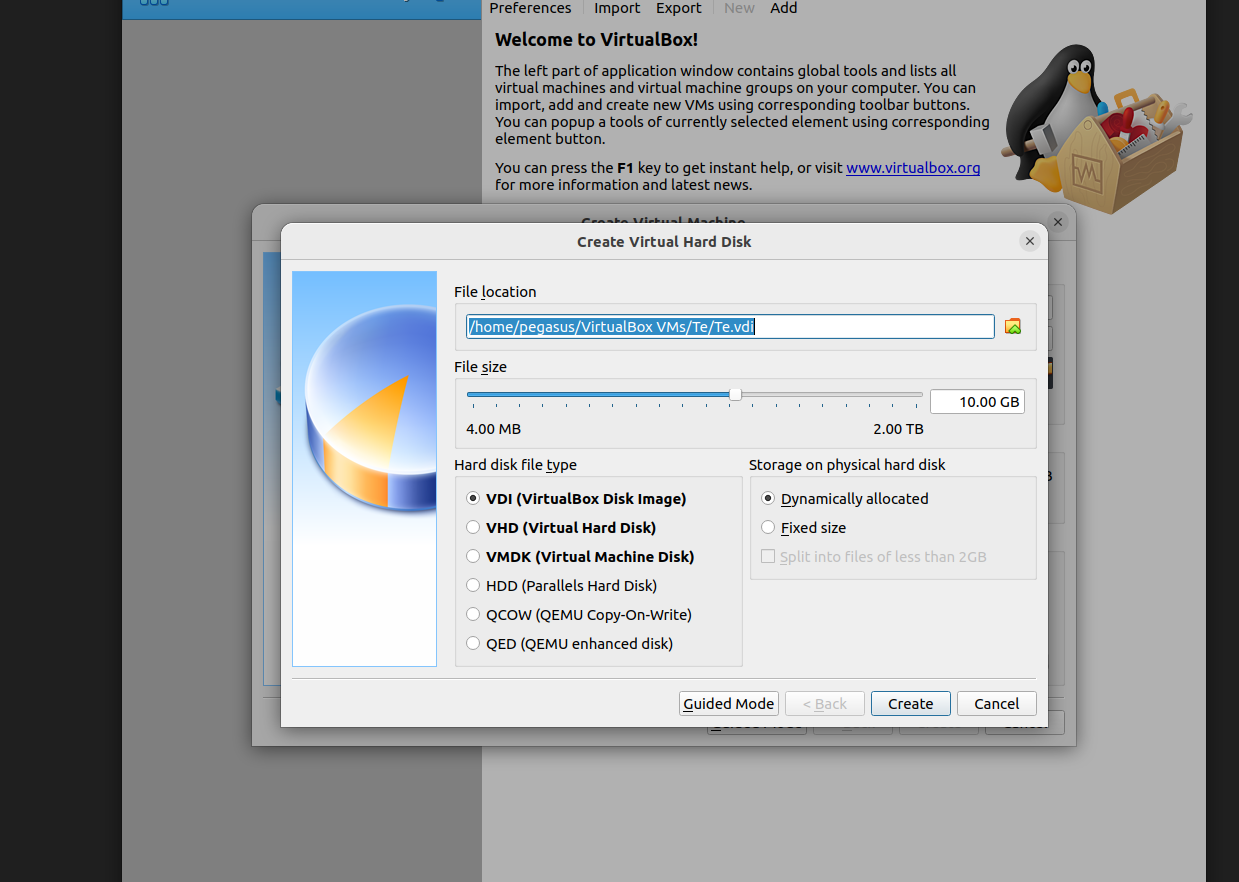 Preferences Import Export New Add
Welcome to VirtualBox!
The left part of application window contains global tools and lists all
virtual machines and virtual machine groups on your computer. You can
import, add and create new VMs using corresponding toolbar buttons.
You can popup a tools of currently selected element using corresponding
element button.
You can press the F1 key to get instant help, or visit www.virtualbox.org
for more information and latest news.
Create Virtual Machine
Create Virtual Hard Disk
File location
/home/pegasus/VirtualBox VMs/Te/Te.vdi
File size
10.00 GB
4.00 MB 2.00 TB
Hard disk file type
Storage on physical hard disk
VDI (VirtualBox Disk Image)
Dynamically allocated
VHD (Virtual Hard Disk)
Fixed size
VMDK (Virtual Machine Disk)
Split into files of less than 2GB
HDD (Parallels Hard Disk)
QCOW (QEMU Copy-On-Write)
QED (QEMU enhanced disk)
Guided Mode < Back Create Cancel